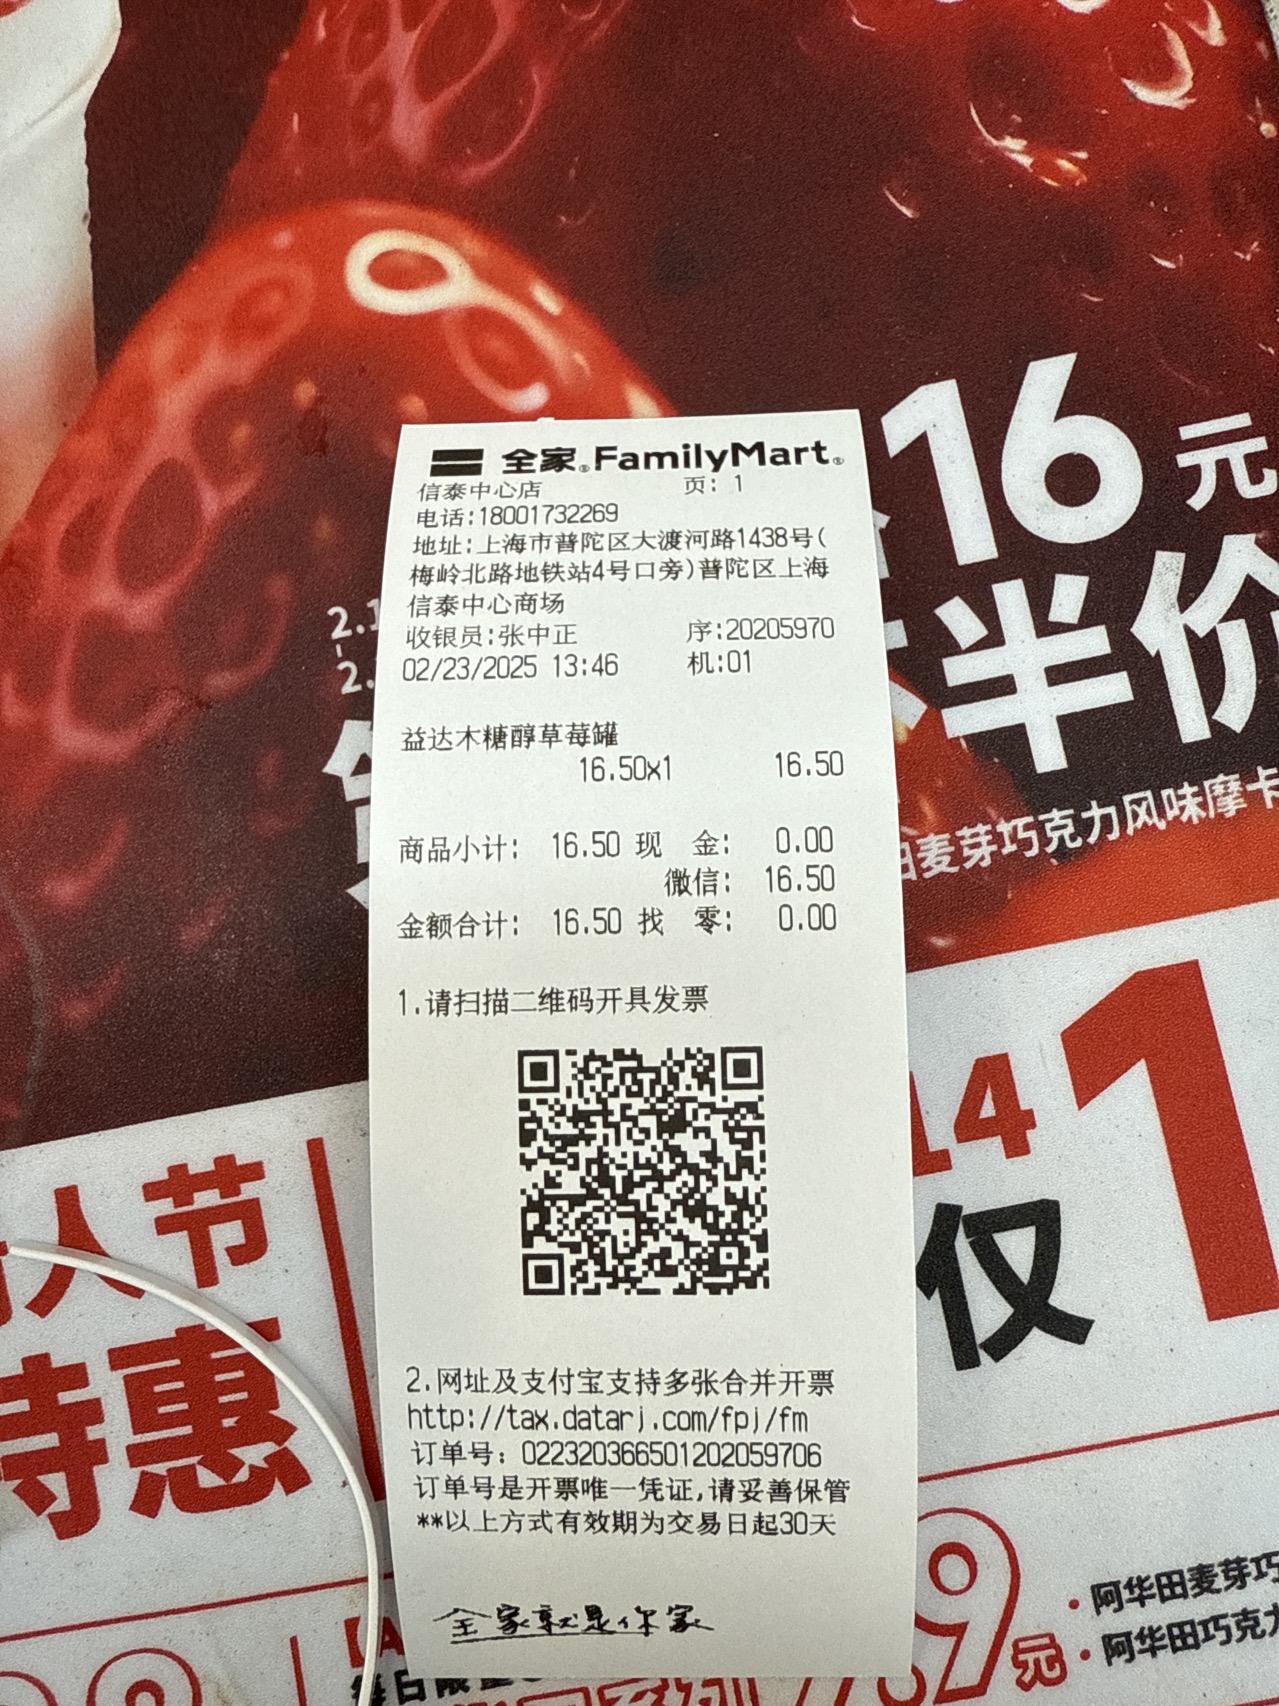 16元
半价
2.1
2.
田麦芽巧克力风味摩卡
全家®FamilyMart®
信泰中心店 页: 1
电话:18001732269
地址:上海市普陀区大渡河路1438号(
梅岭北路地铁站4号口旁)普陀区上海
信泰中心商场
收银员:张中正 序:20205970
02/23/2025 13:46 机:01
益达木糖醇草莓罐
16.50x1 16.50
商品小计: 16.50 现 金: 0.00
微信: 16.50
金额合计: 16.50 找 零: 0.00
1.请扫描二维码开具发票
2.网址及支付宝支持多张合并开票
http://tax.datarj.com/fpj/fm
订单号: 022320366501202059706
订单号是开票唯一凭证,请妥善保管
**以上方式有效期为交易日起30天
全家就是你家
人节
特惠
14
仅1
9元
·阿华田麦芽巧
·阿华田巧克力
每日限量